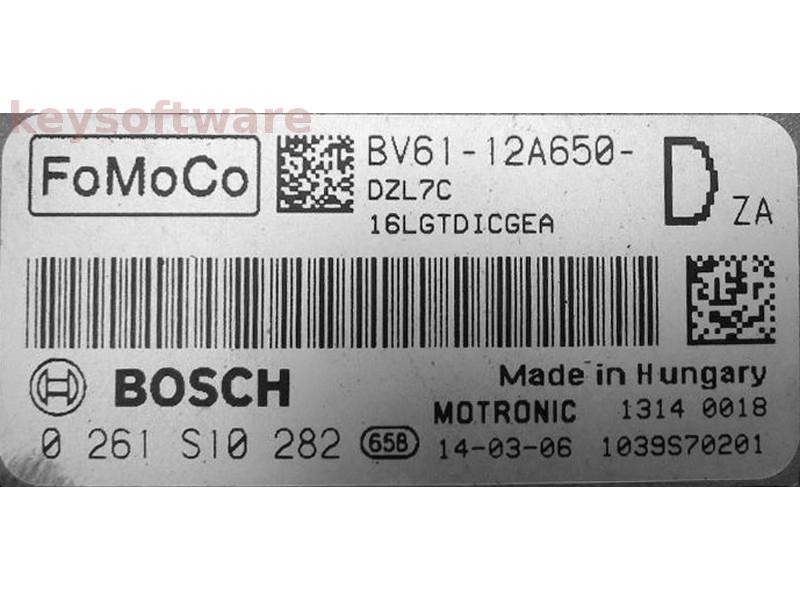 keysoftware
FoMoCo
BV61-12A650-
DZL7C
16LGTDICGEA
D ZA
BOSCH
Made in Hungary
MOTRONIC 1314 0018
0 261 S10 282 65B 14-03-06 1039S70201